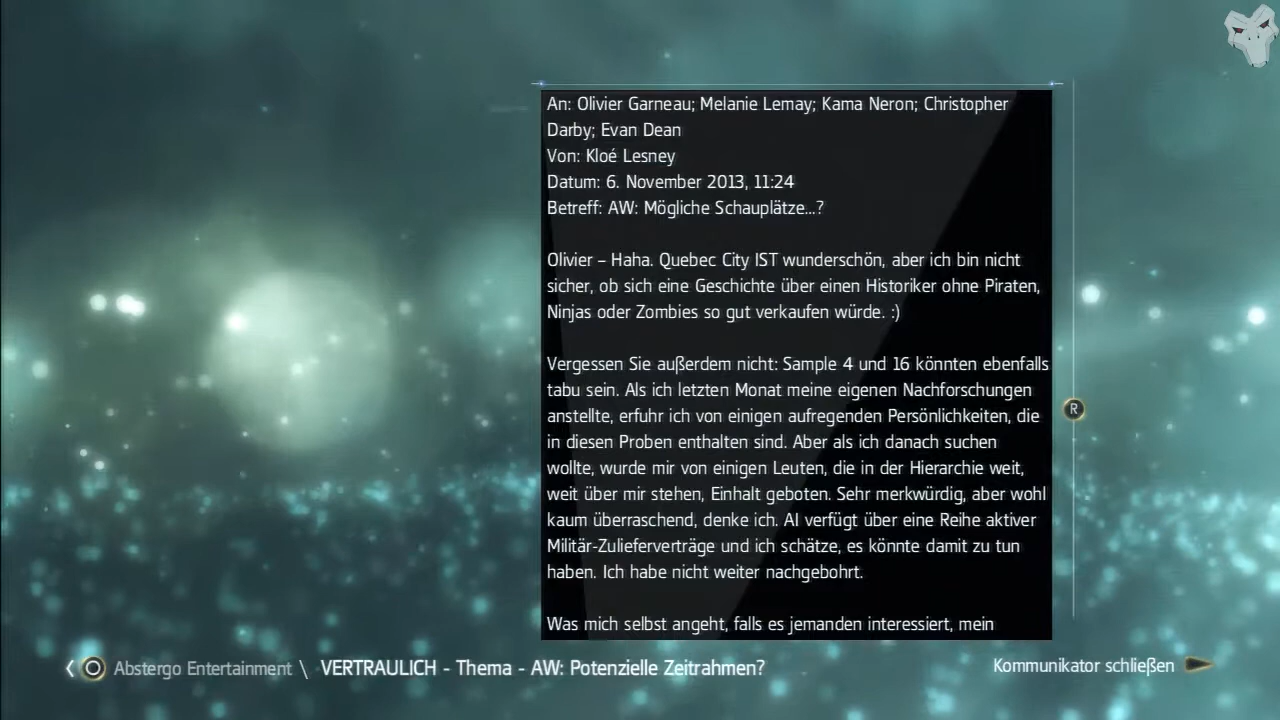 An: Olivier Garneau; Melanie Lemay; Kama Neron; Christopher
Darby; Evan Dean
Von: Kloé Lesney
Datum: 6. November 2013, 11:24
Betreff: AW: Mögliche Schauplätze...?
Olivier – Haha. Quebec City IST wunderschön, aber ich bin nicht
sicher, ob sich eine Geschichte über einen Historiker ohne Piraten,
Ninjas oder Zombies so gut verkaufen würde. :)
Vergessen Sie außerdem nicht: Sample 4 und 16 könnten ebenfalls
tabu sein. Als ich letzten Monat meine eigenen Nachforschungen
anstellte, erfuhr ich von einigen aufregenden Persönlichkeiten, die
in diesen Proben enthalten sind. Aber als ich danach suchen
wollte, wurde mir von einigen Leuten, die in der Hierarchie weit,
weit über mir stehen, Einhalt geboten. Sehr merkwürdig, aber wohl
kaum überraschend, denke ich. AI verfügt über eine Reihe aktiver
Militär-Zulieferverträge und ich schätze, es könnte damit zu tun
haben. Ich habe nicht weiter nachgebohrt.
Was mich selbst angeht, falls es jemanden interessiert, mein
R
Abstergo Entertainment \ VERTRAULICH - Thema - AW: Potenzielle Zeitrahmen?
Kommunikator schließen